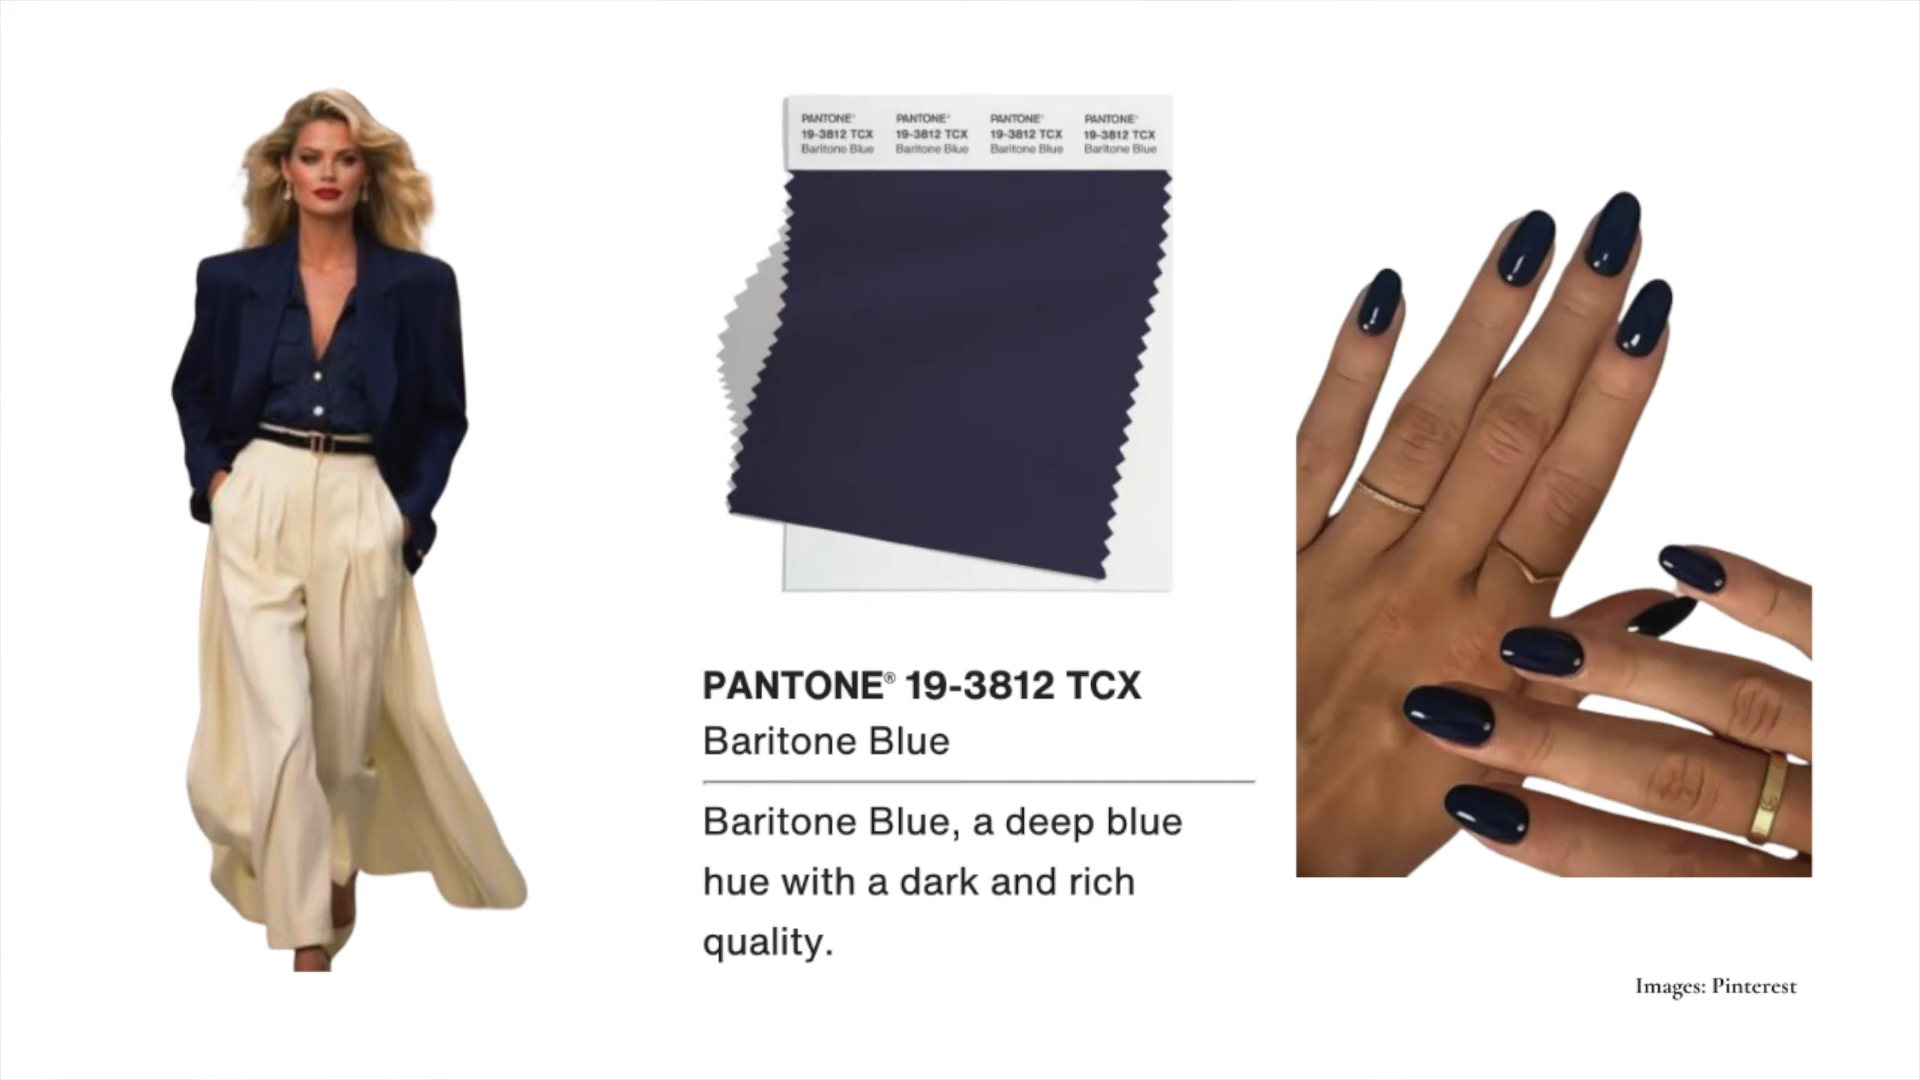 PANTONE® PANTONE® PANTONE® PANTONE®
19-3812 TCX 19-3812 TCX 19-3812 TCX 19-3812 TCX
Baritone Blue Baritone Blue Baritone Blue Baritone Blue
PANTONE® 19-3812 TCX
Baritone Blue
Baritone Blue, a deep blue
hue with a dark and rich
quality.
Images: Pinterest